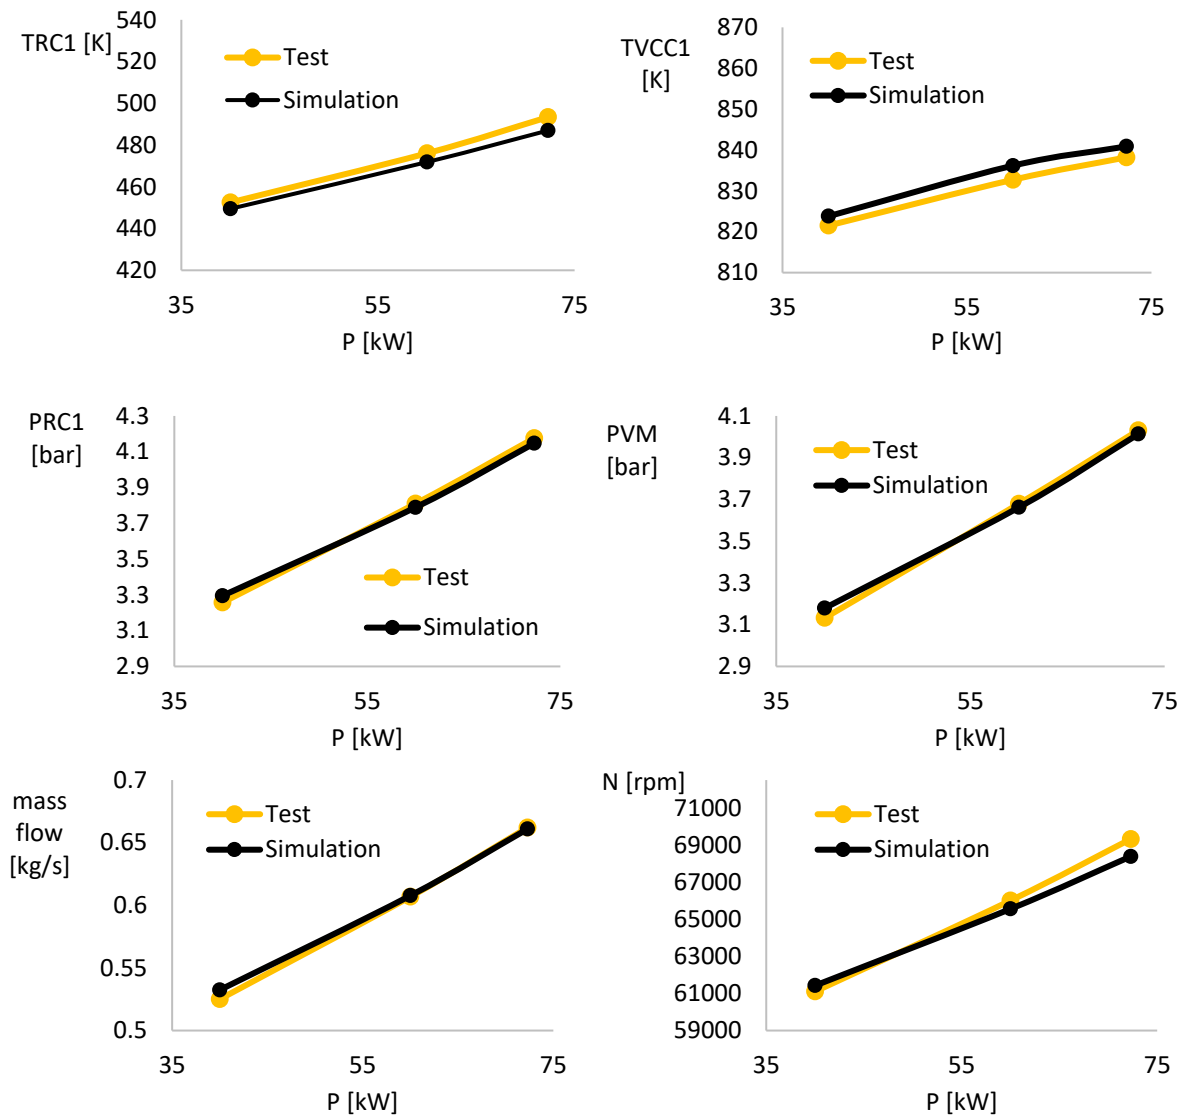 TRC1 [K]
540
520
500
480
460
440
420
Test
Simulation
35
55
75
P [kW]
TVCC1
[K]
870
860
850
840
830
820
810
Test
Simulation
35
55
75
P [kW]
PRC1
[bar]
4.3
4.1
3.9
3.7
3.5
3.3
3.1
2.9
Test
Simulation
35
55
75
P [kW]
PVM
[bar]
4.1
3.9
3.7
3.5
3.3
3.1
2.9
Test
Simulation
35
55
75
P [kW]
mass
flow
[kg/s]
0.7
0.65
0.6
0.55
0.5
Test
Simulation
35
55
75
P [kW]
N [rpm]
71000
69000
67000
65000
63000
61000
59000
Test
Simulation
35
55
75
P [kW]